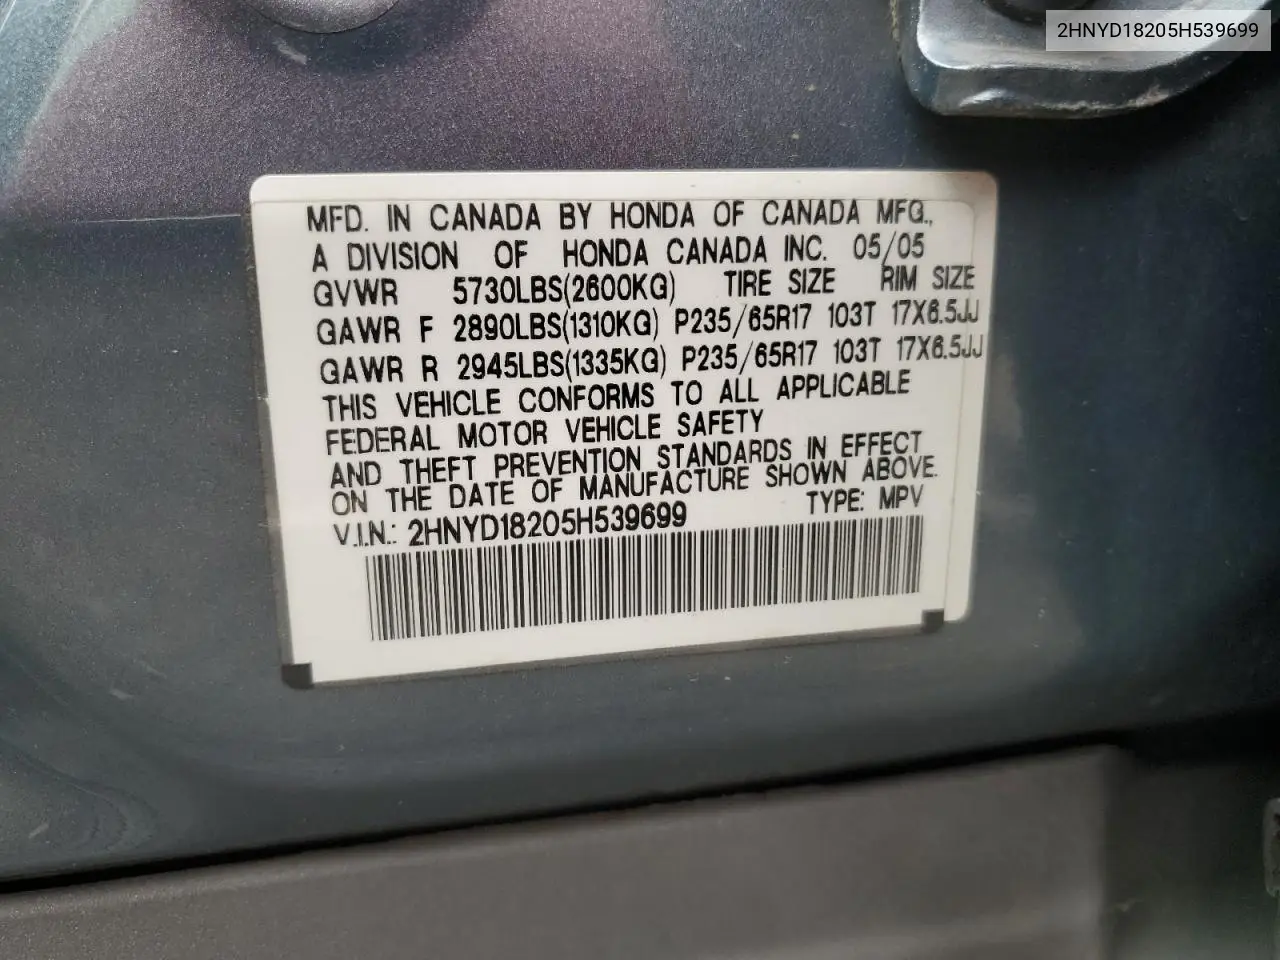 2HNYD18205H539699
MFD. IN CANADA BY HONDA OF CANADA MFG.,
A DIVISION OF HONDA CANADA INC. 05/05
GVWR 5730LBS(2600KG) TIRE SIZE RIM SIZE
GAWR F 2890LBS(1310KG) P235/65R17 103T 17X6.5JJ
GAWR R 2945LBS(1335KG) P235/65R17 103T 17X6.5JJ
THIS VEHICLE CONFORMS TO ALL APPLICABLE
FEDERAL MOTOR VEHICLE SAFETY
AND THEFT PREVENTION STANDARDS IN EFFECT
ON THE DATE OF MANUFACTURE SHOWN ABOVE.
V.I.N.: 2HNYD18205H539699 TYPE: MPV